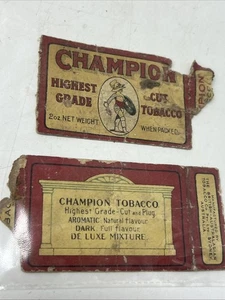 CHAMPION
HIGHEST GRADE
CUT TOBACCO
2oz NET WEIGHT
WHEN PACKED
CHAMPION TOBACCO
Highest Grade-Cut and Plug
AROMATIC Natural flavour
DARK Full flavour
DE LUXE MIXTURE